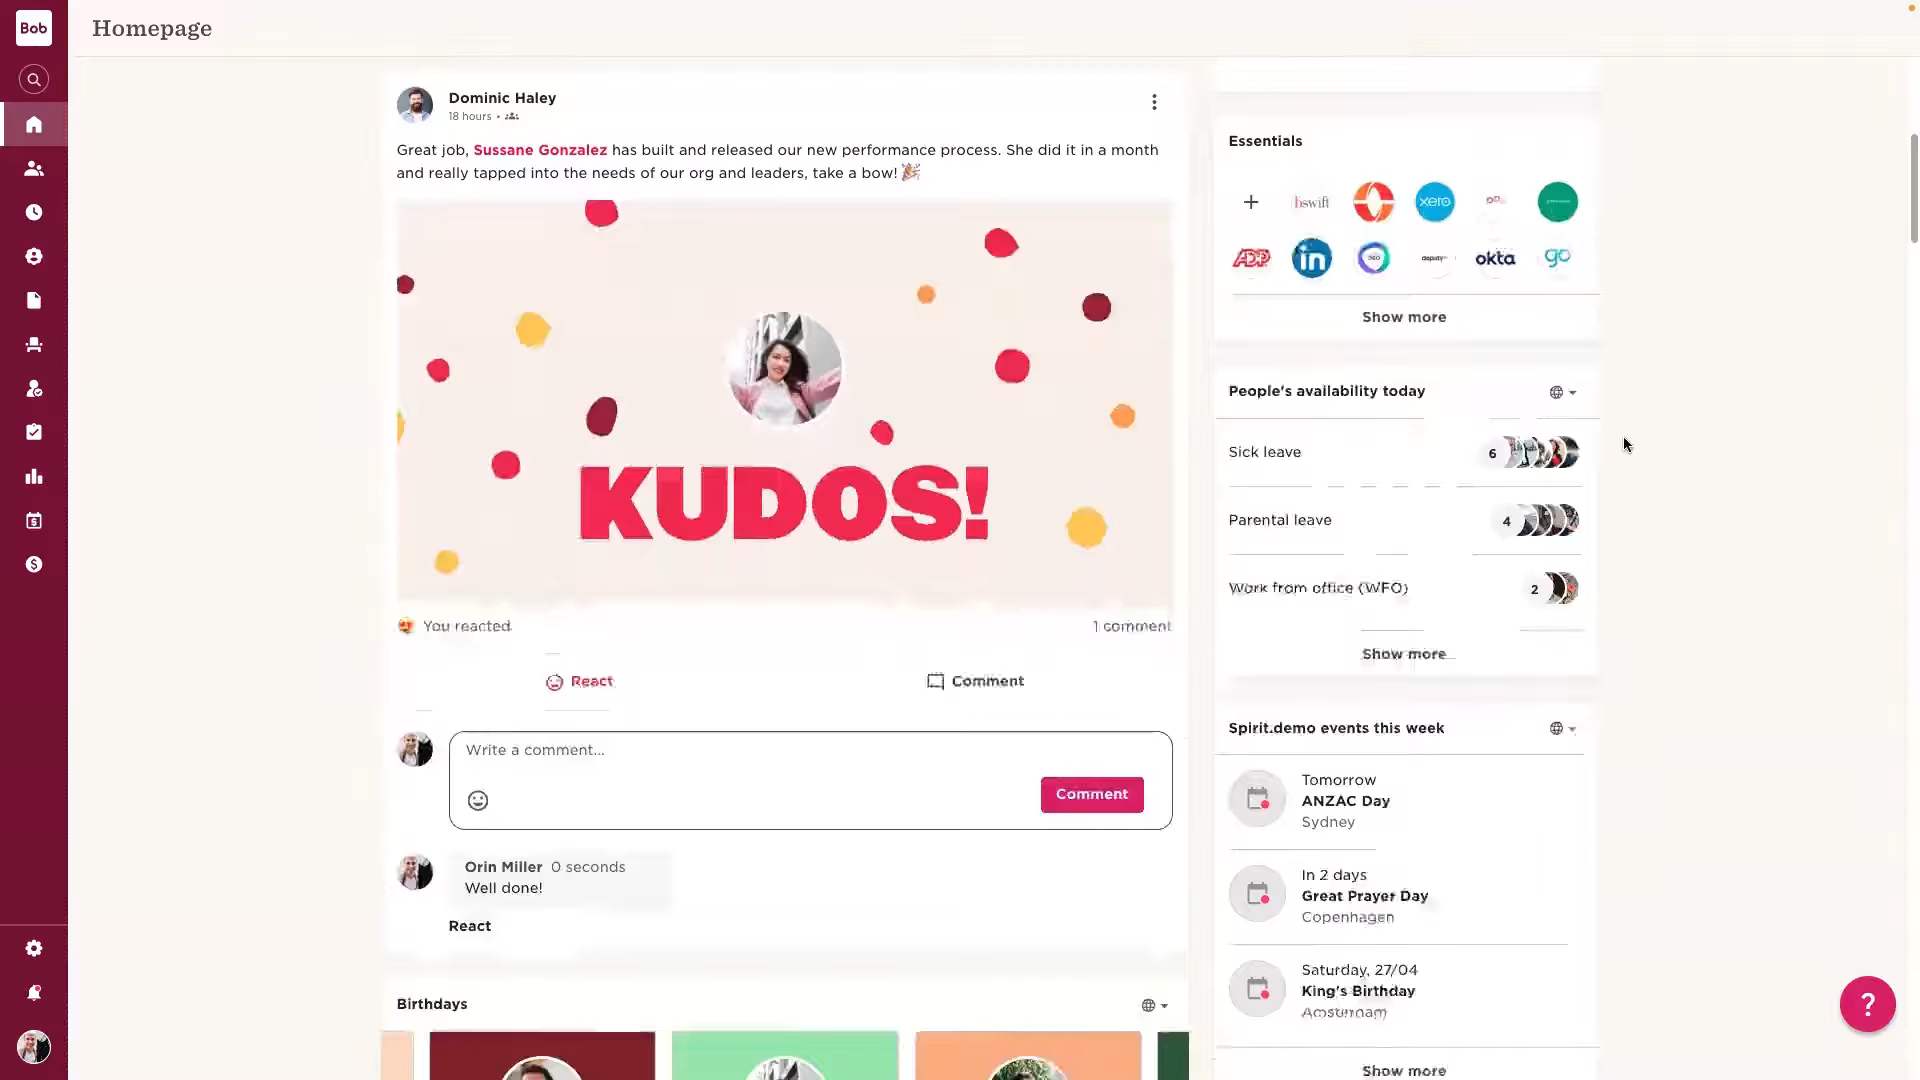 Bob
Homepage
Dominic Haley
18 hours •
Great job, Sussane Gonzalez has built and released our new performance process. She did it in a month
and really tapped into the needs of our org and leaders, take a bow! 🎉
KUDOS!
You reacted
1 comment
React
Comment
Write a comment...
Comment
Orin Miller 0 seconds
Well done!
React
Birthdays
Essentials
+ bswift xero
ADP in 360 deputy okta go
Show more
People's availability today
Sick leave 6
Parental leave 4
Work from office (WFO) 2
Show more
Spirit.demo events this week
Tomorrow
ANZAC Day
Sydney
In 2 days
Great Prayer Day
Copenhagen
Saturday, 27/04
King's Birthday
Amsterdam
Show more
?